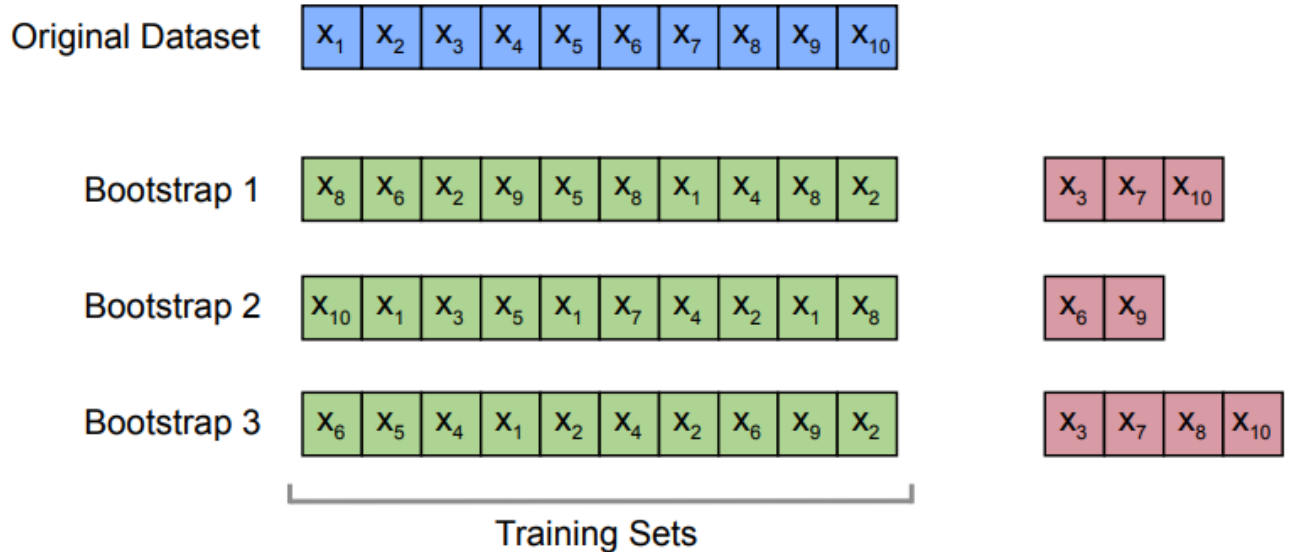 Original Dataset x₁ x₂ x₃ x₄ x₅ x₆ x₇ x₈ x₉ x₁₀
Bootstrap 1 x₈ x₆ x₂ x₉ x₅ x₈ x₁ x₄ x₈ x₂ x₃ x₇ x₁₀
Bootstrap 2 x₁₀ x₁ x₃ x₅ x₁ x₇ x₄ x₂ x₁ x₈ x₆ x₉
Bootstrap 3 x₆ x₅ x₄ x₁ x₂ x₄ x₂ x₆ x₉ x₂ x₃ x₇ x₈ x₁₀
Training Sets